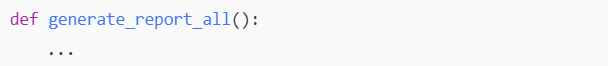 def generate_report_all():
    ...